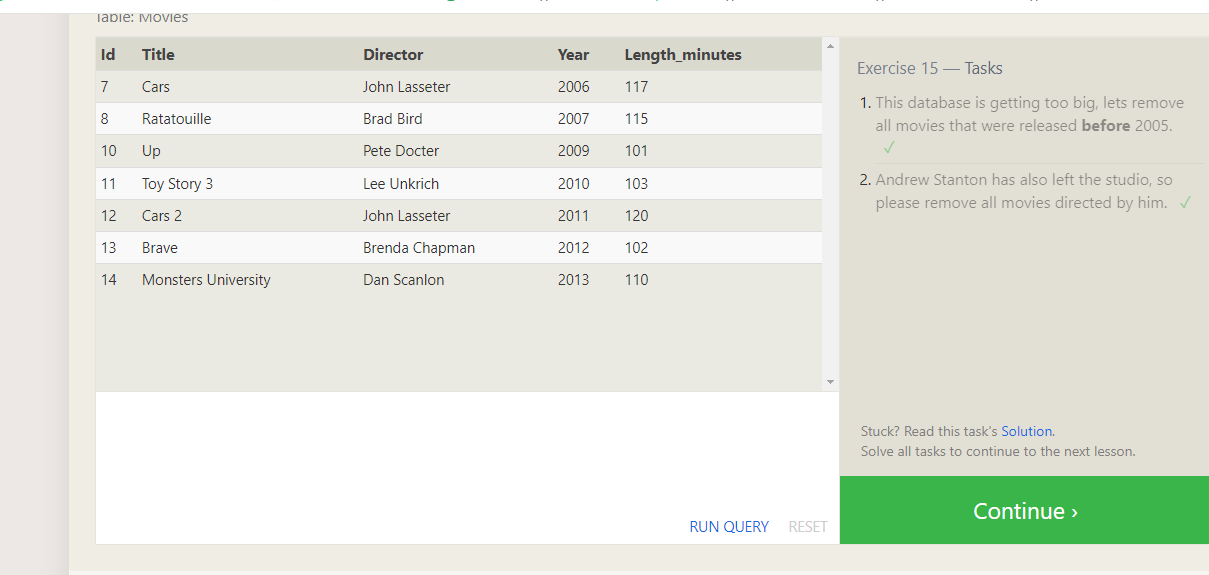 Table: Movies
Id Title Director Year Length_minutes
7 Cars John Lasseter 2006 117
8 Ratatouille Brad Bird 2007 115
10 Up Pete Docter 2009 101
11 Toy Story 3 Lee Unkrich 2010 103
12 Cars 2 John Lasseter 2011 120
13 Brave Brenda Chapman 2012 102
14 Monsters University Dan Scanlon 2013 110
RUN QUERY RESET
Exercise 15 — Tasks
1. This database is getting too big, lets remove
all movies that were released before 2005.
✓
2. Andrew Stanton has also left the studio, so
please remove all movies directed by him. ✓
Stuck? Read this task's Solution.
Solve all tasks to continue to the next lesson.
Continue ›